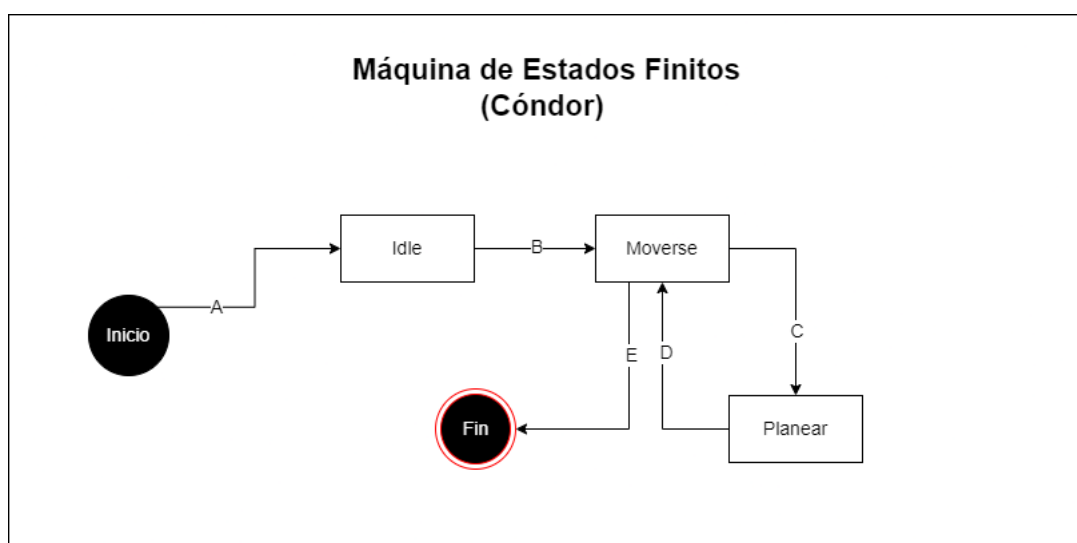 Máquina de Estados Finitos
(Cóndor)
Idle
B
Moverse
A
Inicio
E
D
C
Fin
Planear